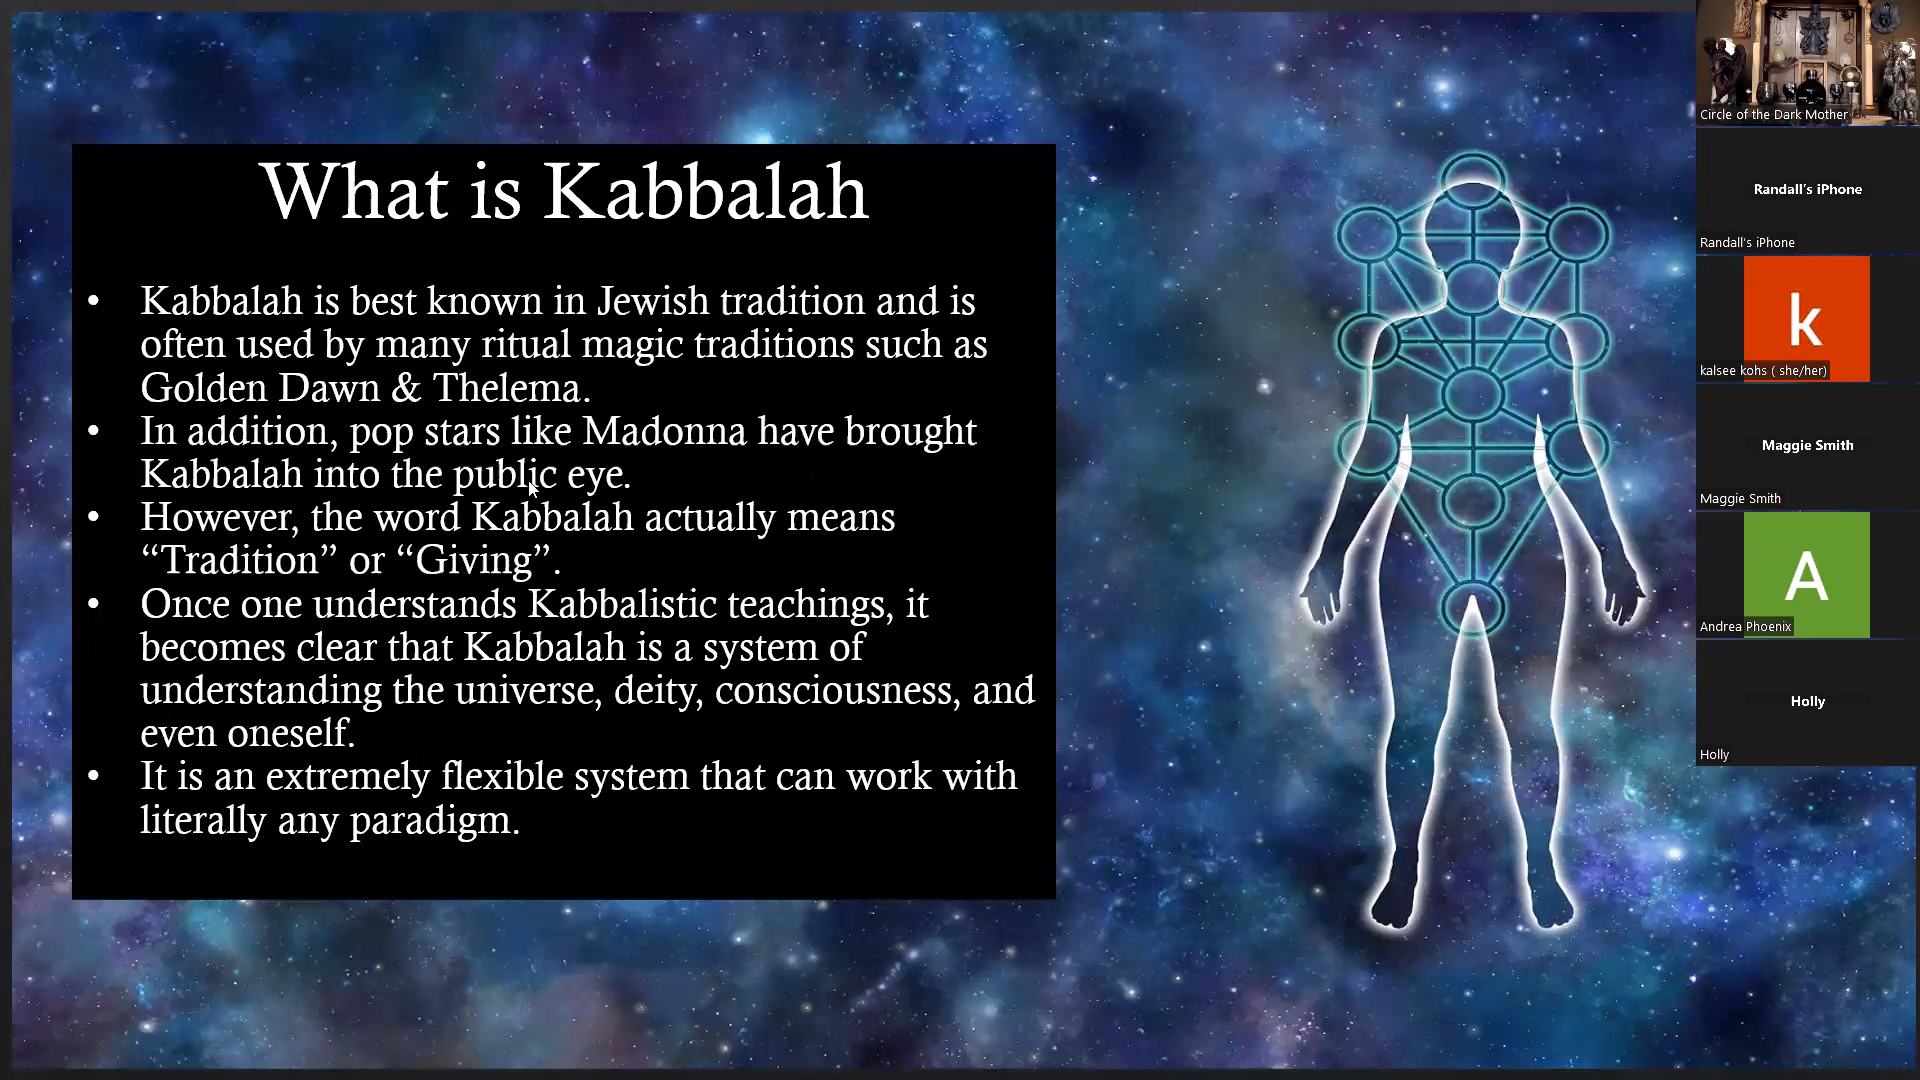 What is Kabbalah
• Kabbalah is best known in Jewish tradition and is
often used by many ritual magic traditions such as
Golden Dawn & Thelema.
• In addition, pop stars like Madonna have brought
Kabbalah into the public eye.
• However, the word Kabbalah actually means
“Tradition” or “Giving”.
• Once one understands Kabbalistic teachings, it
becomes clear that Kabbalah is a system of
understanding the universe, deity, consciousness, and
even oneself.
• It is an extremely flexible system that can work with
literally any paradigm.
Circle of the Dark Mother
Randall's iPhone
Randall's iPhone
k
kalsee kohs ( she/her)
Maggie Smith
Maggie Smith
A
Andrea Phoenix
Holly
Holly